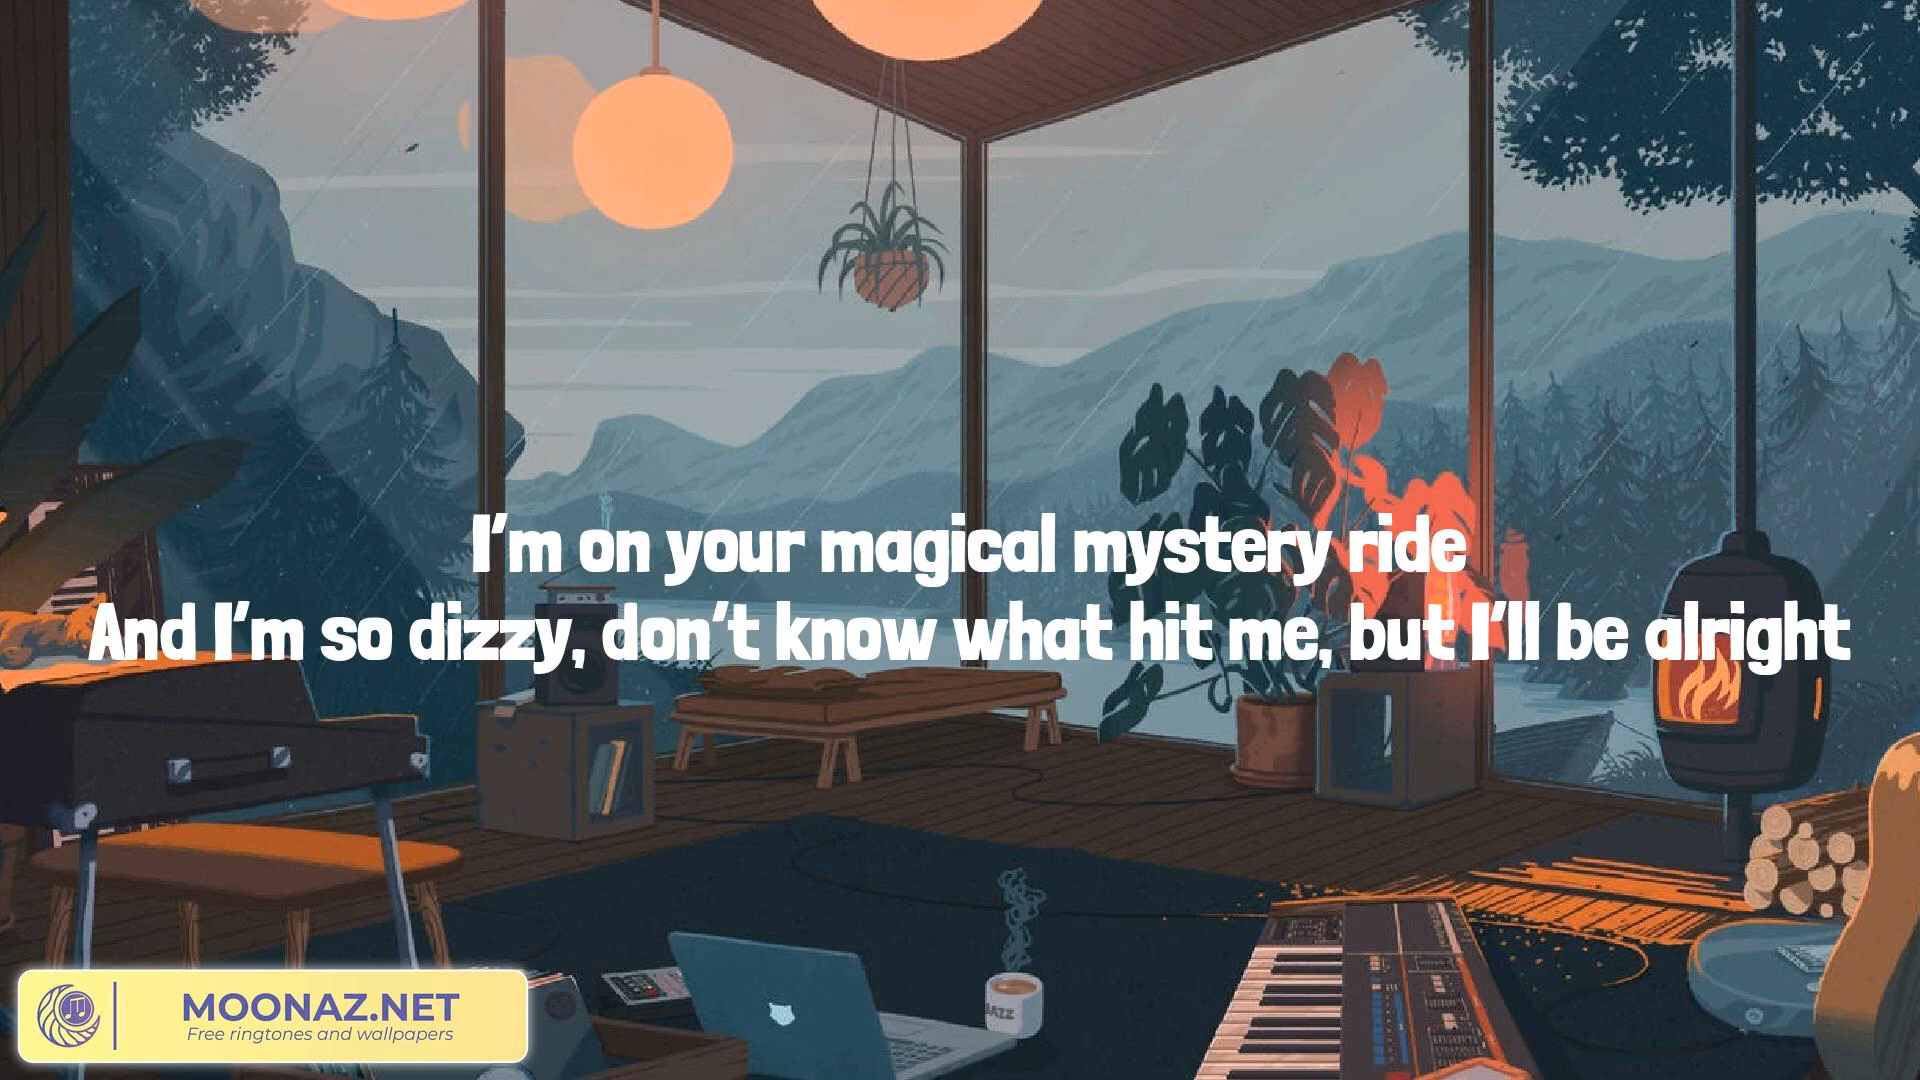 I'm on your magical mystery ride
And I'm so dizzy, don't know what hit me, but I'll be alright
JAZZ
MOONAZ.NET
Free ringtones and wallpapers